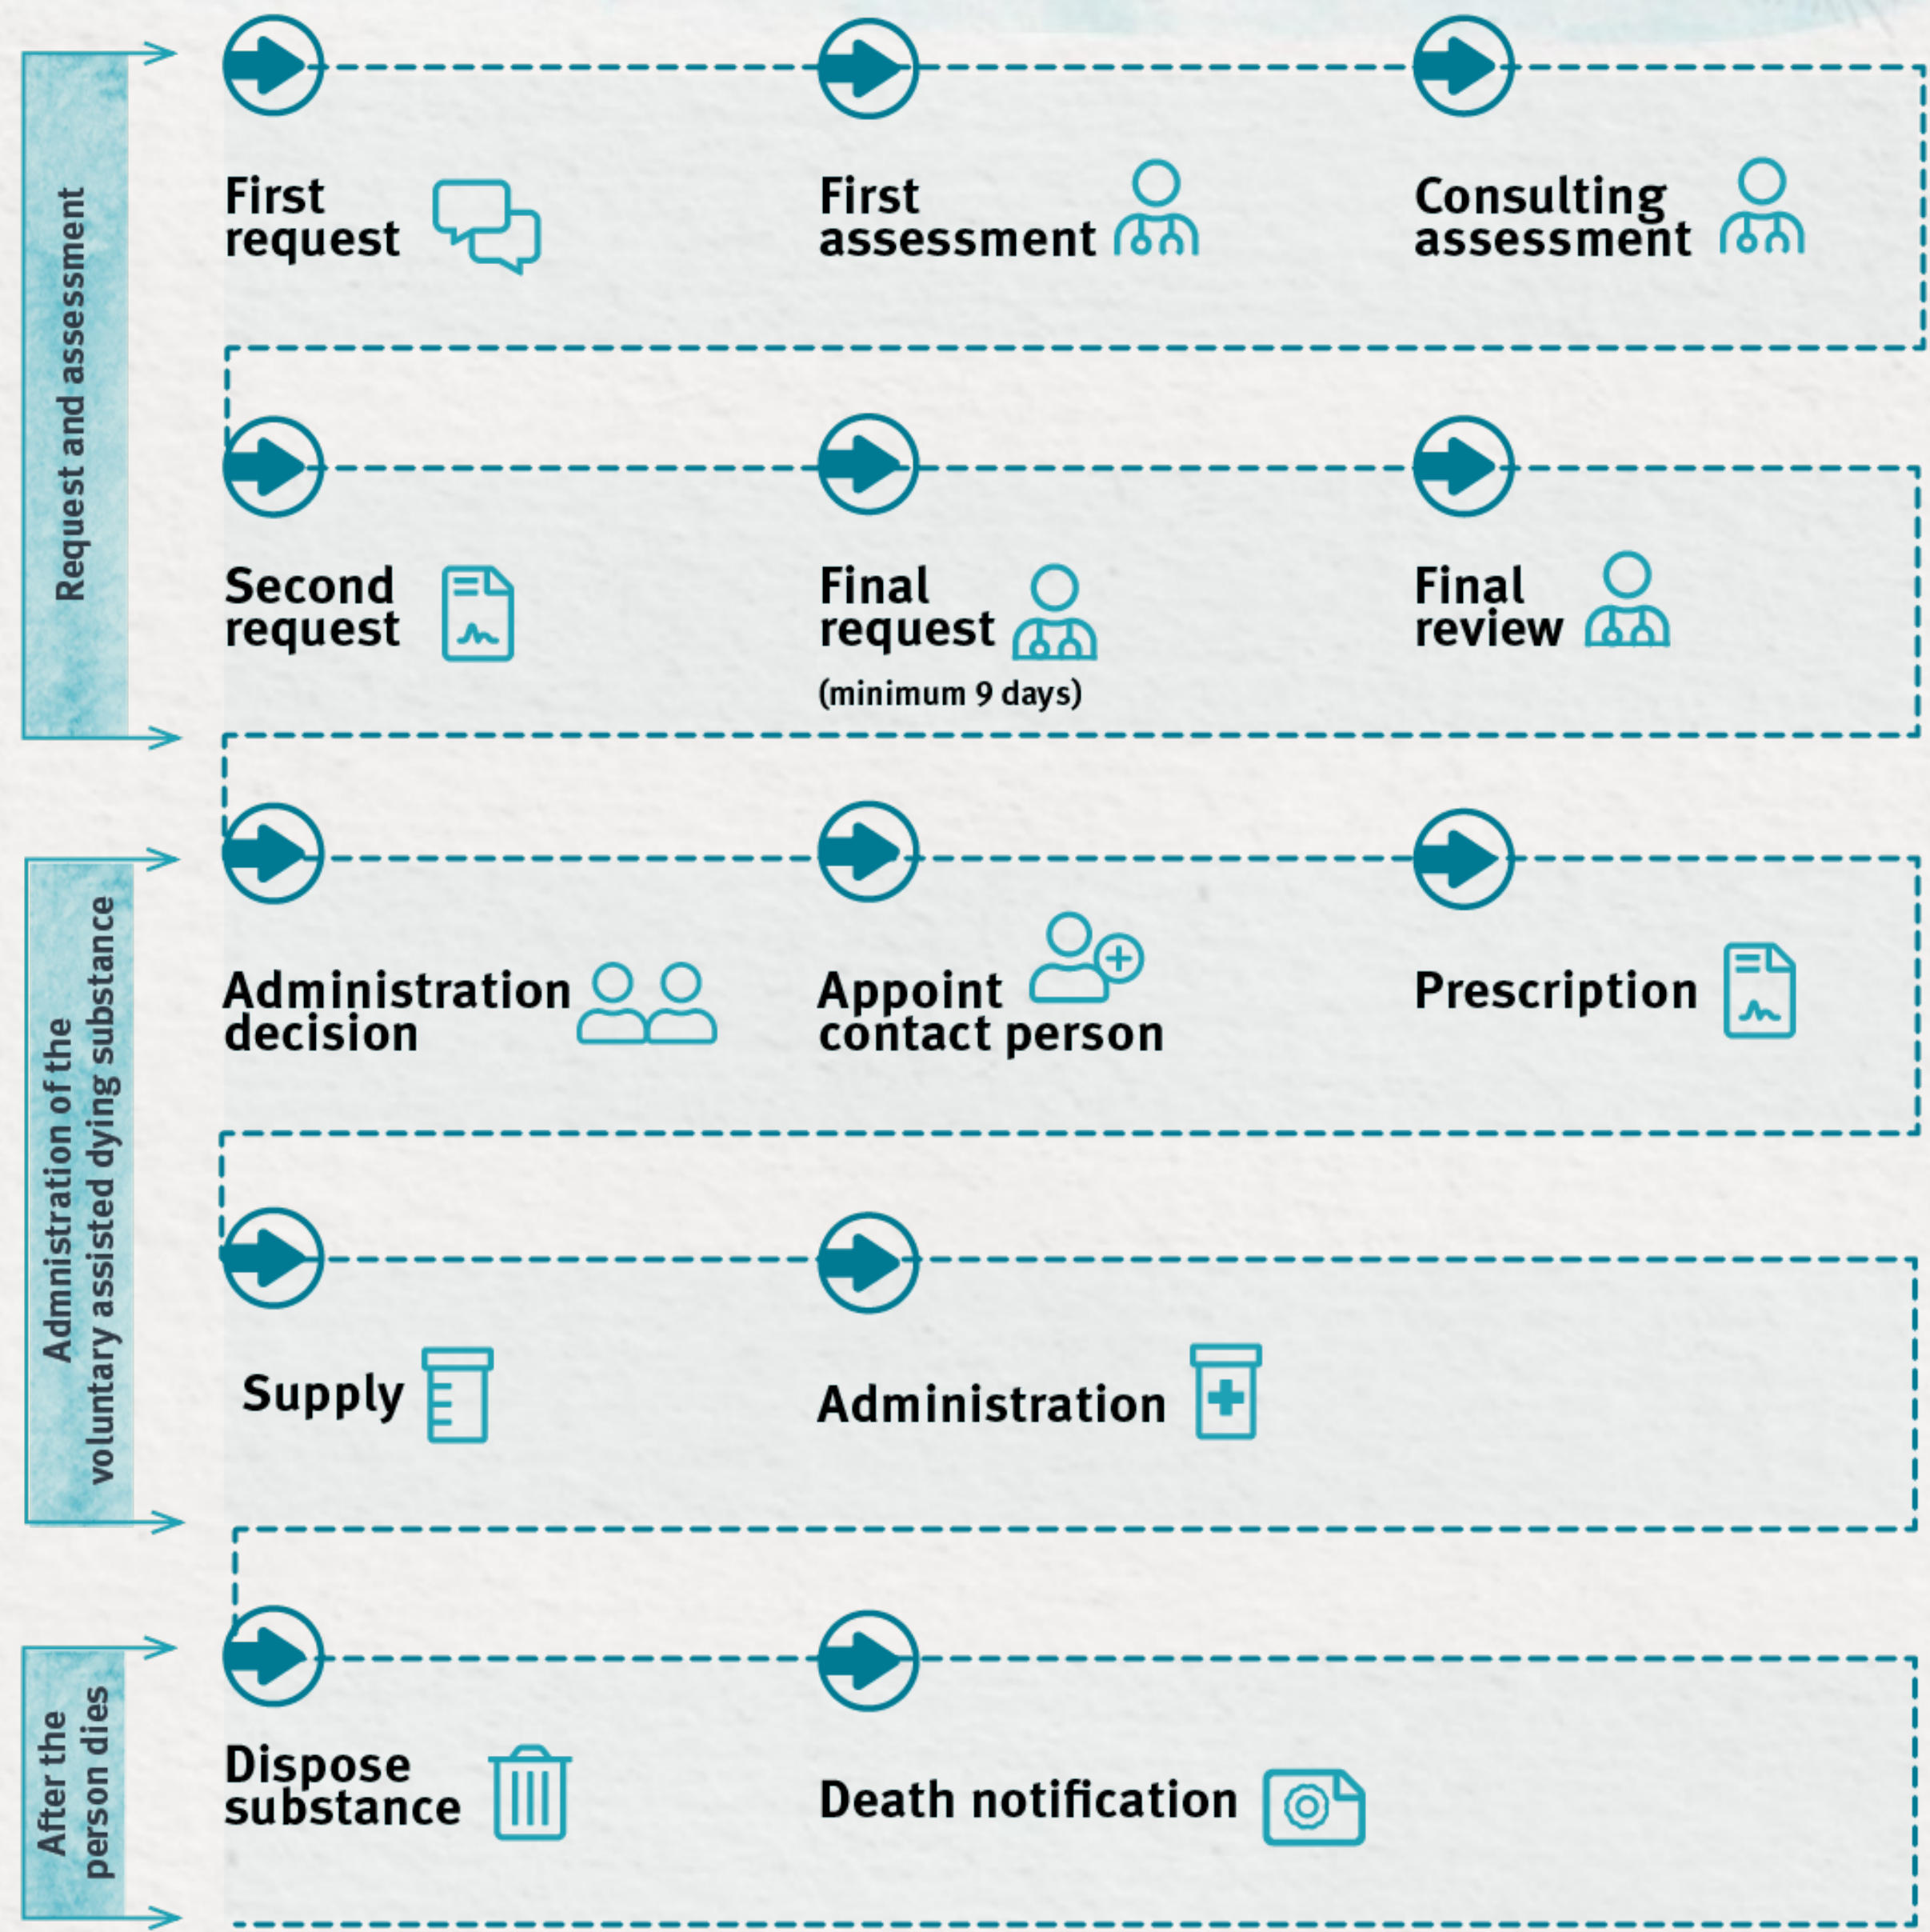 Request and assessment
First
request
First
assessment
Consulting
assessment
Second
request
Final
request
(minimum 9 days)
Final
review
Administration of the
voluntary assisted dying substance
Administration
decision
Appoint
contact person
Prescription
Supply
Administration
After the
person dies
Dispose
substance
Death notification